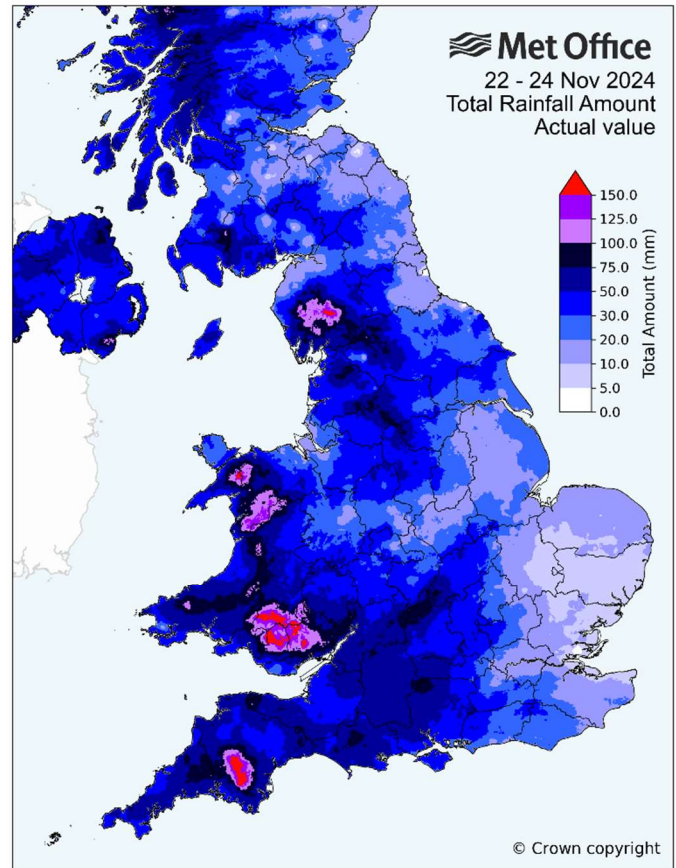 Met Office
22 - 24 Nov 2024
Total Rainfall Amount
Actual value
150.0
125.0
100.0
75.0
50.0
30.0
20.0
10.0
5.0
0.0
Total Amount (mm)
© Crown copyright